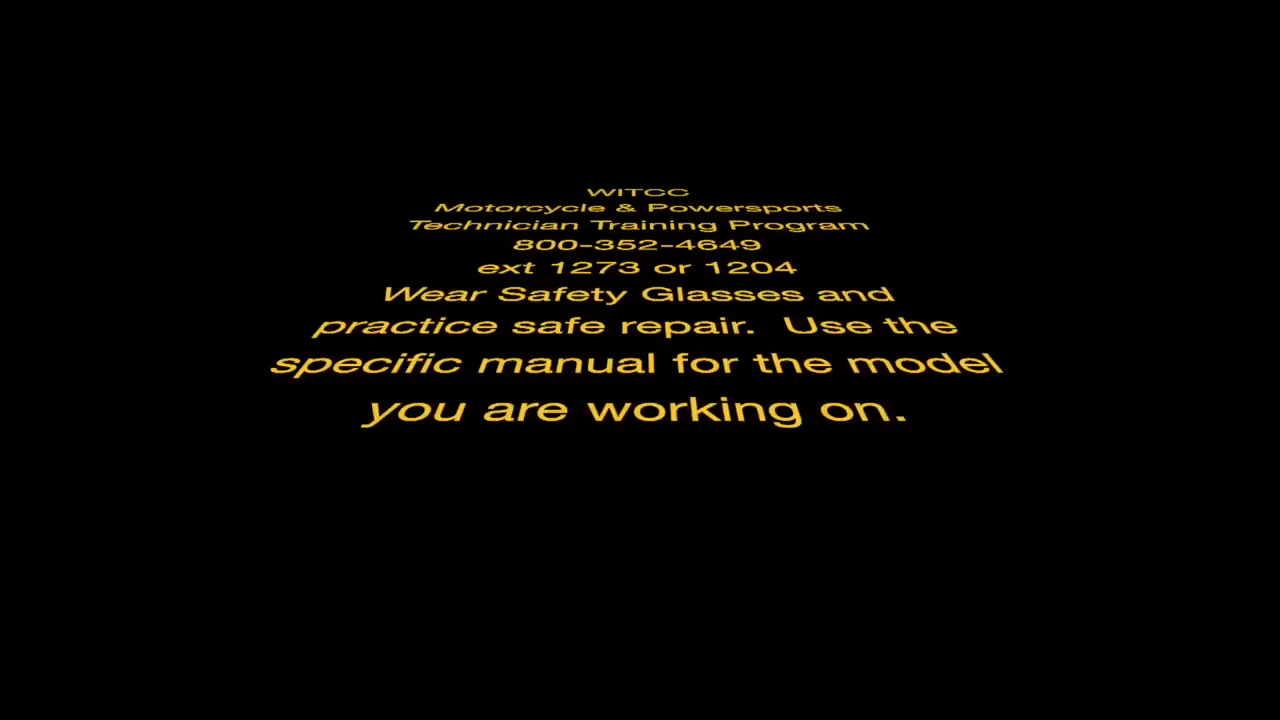 WITCC
Motorcycle & Powersports
Technician Training Program
800-352-4649
ext 1273 or 1204
Wear Safety Glasses and
practice safe repair.  Use the
specific manual for the model
you are working on.